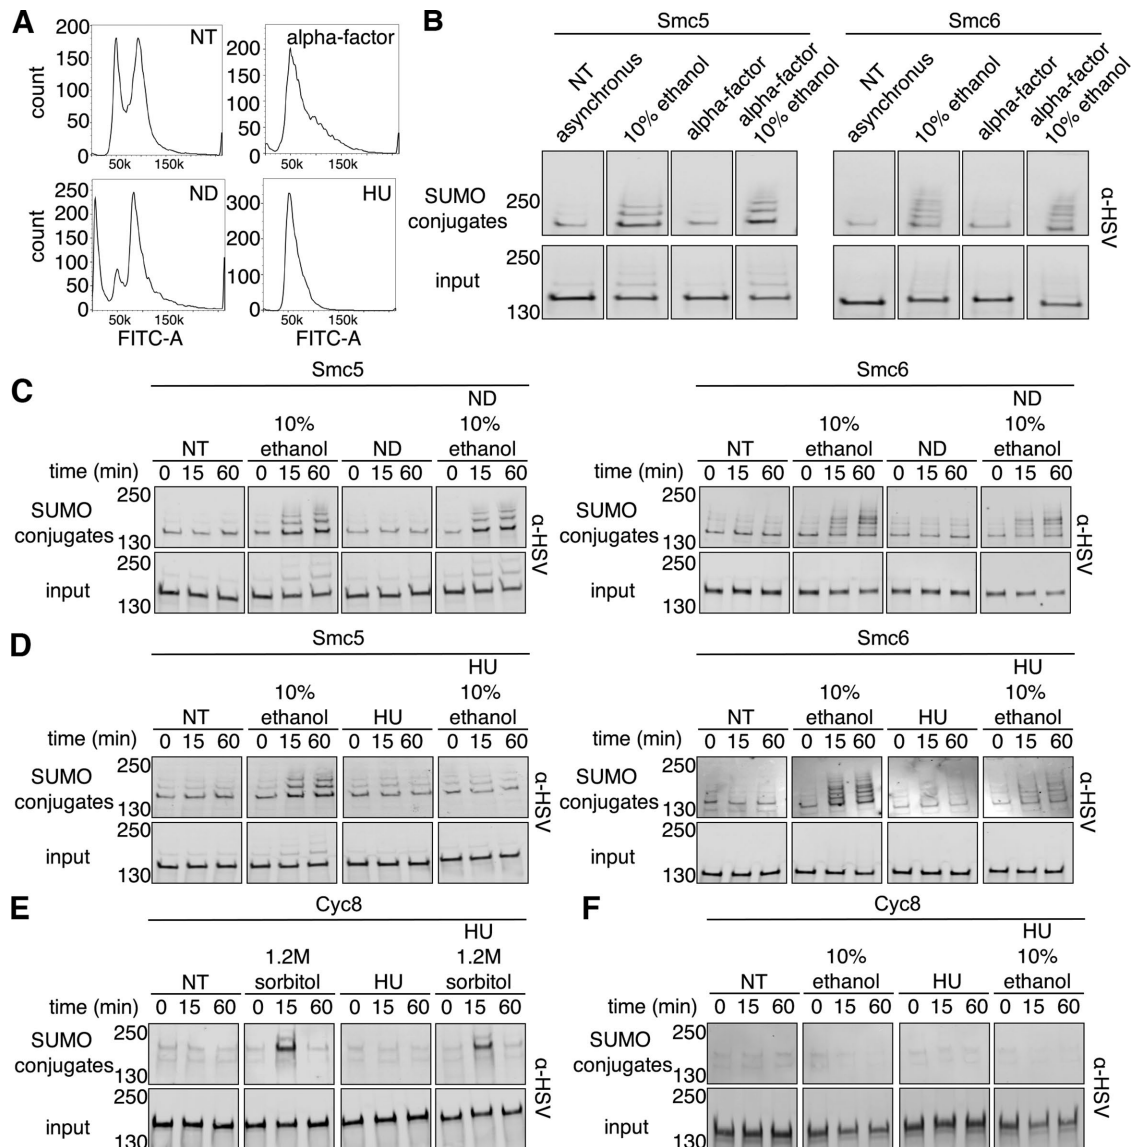 A
NT
alpha-factor
count
200
150
100
50
0
50k 150k
200
150
100
50
0
50k 150k
ND
HU
count
250
200
150
100
50
0
50k 150k
FITC-A
300
200
100
0
50k 150k
FITC-A
B
Smc5
Smc6
NT
asynchronus
10% ethanol
alpha-factor
alpha-factor
10% ethanol
NT
asynchronus
10% ethanol
alpha-factor
alpha-factor
10% ethanol
SUMO
conjugates
250
α-HSV
input
250
130
C
Smc5
ND
10% 10%
NT ethanol ND ethanol
time (min) 0 15 60 0 15 60 0 15 60 0 15 60
SUMO
conjugates
250
130
input
250
130
α-HSV
Smc6
ND
10% 10%
NT ethanol ND ethanol
time (min) 0 15 60 0 15 60 0 15 60 0 15 60
SUMO
conjugates
250
130
input
250
130
α-HSV
D
Smc5
HU
10% 10%
NT ethanol HU ethanol
time (min) 0 15 60 0 15 60 0 15 60 0 15 60
SUMO
conjugates
250
130
input
250
130
α-HSV
Smc6
HU
10% 10%
NT ethanol HU ethanol
time (min) 0 15 60 0 15 60 0 15 60 0 15 60
SUMO
conjugates
250
130
input
250
130
α-HSV
E
Cyc8
HU
1.2M 1.2M
NT sorbitol HU sorbitol
time (min) 0 15 60 0 15 60 0 15 60 0 15 60
SUMO
conjugates
250
130
input
250
130
α-HSV
F
Cyc8
HU
10% 10%
NT ethanol HU ethanol
time (min) 0 15 60 0 15 60 0 15 60 0 15 60
SUMO
conjugates
250
130
input
250
130
α-HSV